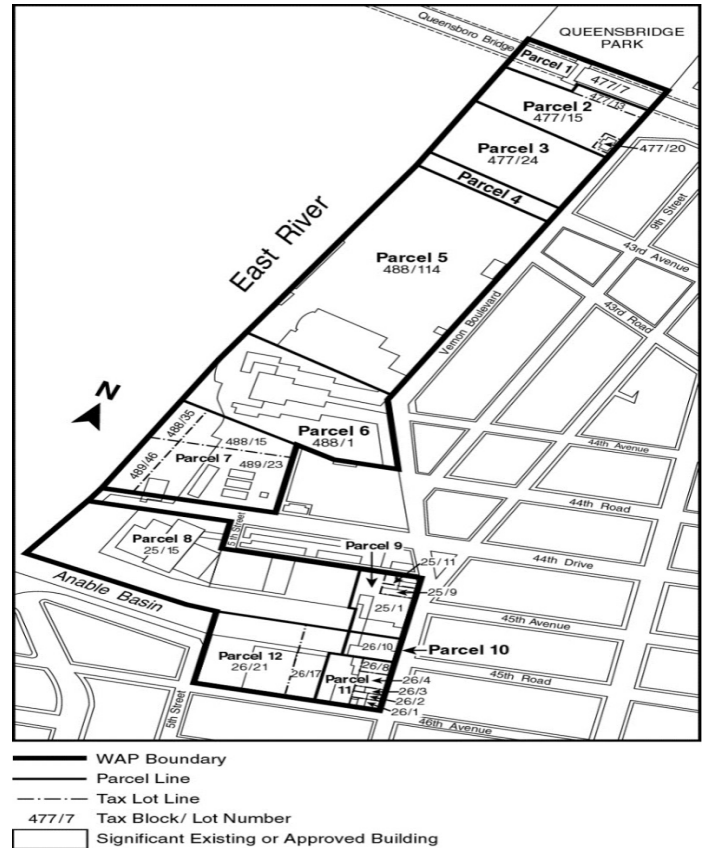 QUEENSBRIDGE
PARK
Queensboro Bridge
Parcel 1
477/7
477/13
Parcel 2
477/15
477/20
Parcel 3
477/24
9th Street
Parcel 4
43rd Avenue
East River
Parcel 5
488/114
43rd Road
Vernon Boulevard
N
Parcel 6
488/1
44th Avenue
488/35
488/15
489/46
Parcel 7
489/23
44th Road
5th Street
Parcel 8
25/15
Parcel 9
44th Drive
25/11
25/9
Anable Basin
25/1
45th Avenue
26/10
Parcel 10
Parcel 12
26/21
26/17
26/8
Parcel
11
26/4
45th Road
26/3
26/2
26/1
5th Street
46th Avenue
WAP Boundary
Parcel Line
Tax Lot Line
477/7 Tax Block/ Lot Number
Significant Existing or Approved Building